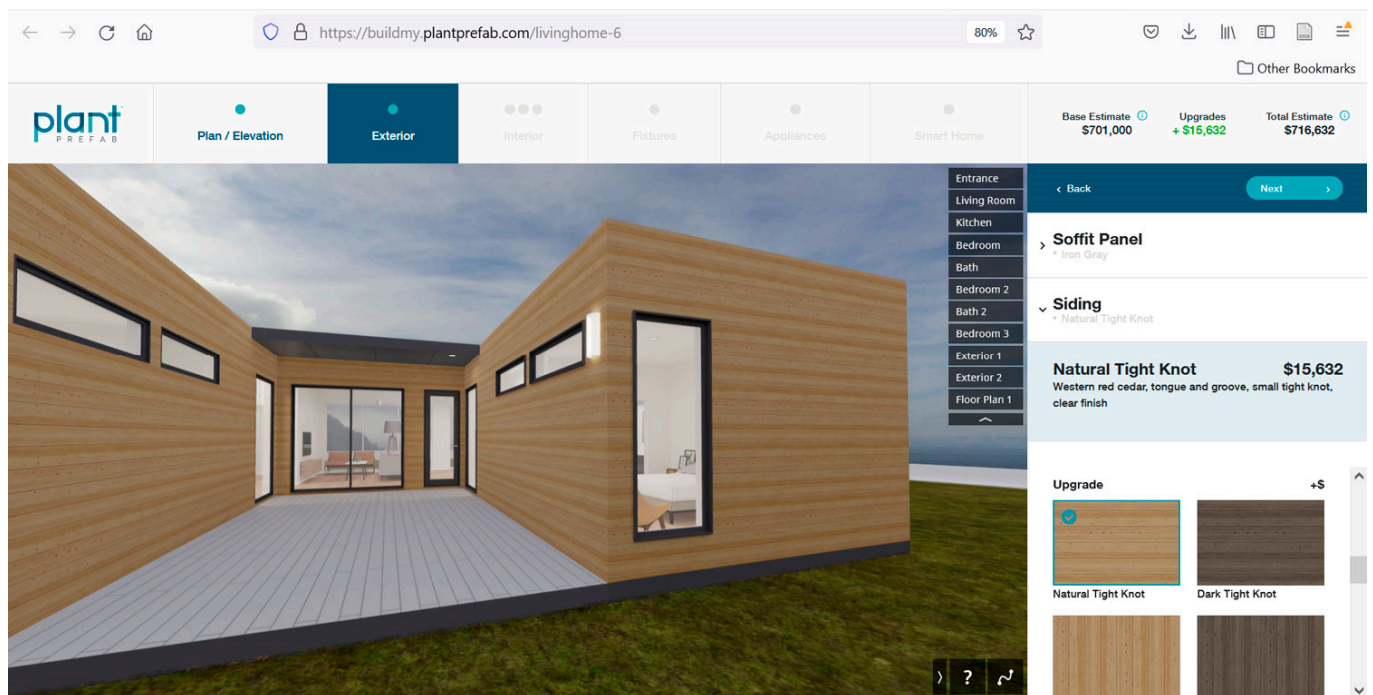 https://buildmy.plantprefab.com/livinghome-6
80%
Other Bookmarks
plant
PREFAB
Plan / Elevation
Exterior
Interior
Fixtures
Appliances
Smart Home
Base Estimate
$701,000
Upgrades
+ $15,632
Total Estimate
$716,632
Entrance
Living Room
Kitchen
Bedroom
Bath
Bedroom 2
Bath 2
Bedroom 3
Exterior 1
Exterior 2
Floor Plan 1
?
Back
Next
Soffit Panel
* Iron Gray
Siding
* Natural Tight Knot
Natural Tight Knot $15,632
Western red cedar, tongue and groove, small tight knot,
clear finish
Upgrade +$
Natural Tight Knot
Dark Tight Knot